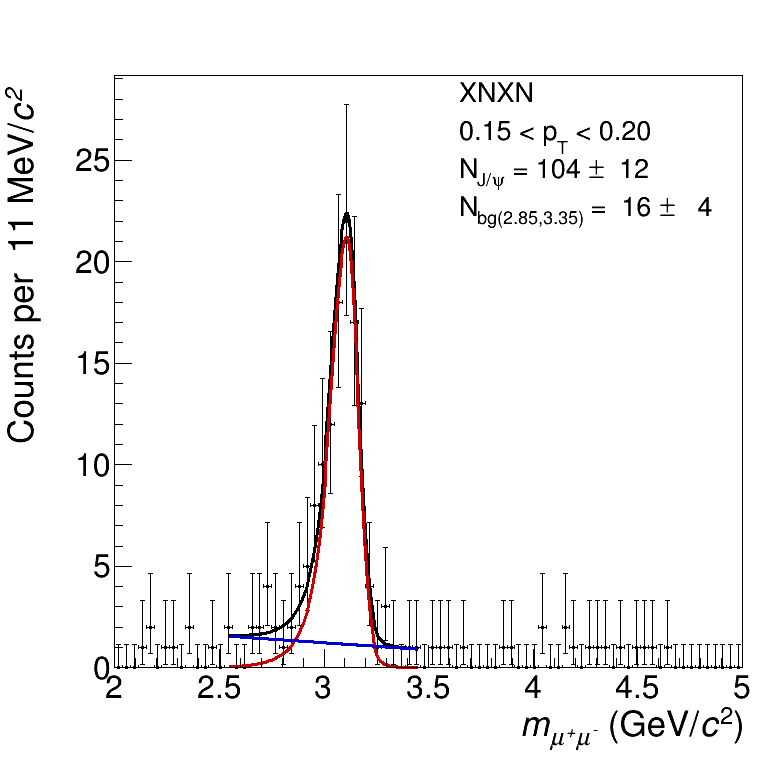 XNXN
0.15 < p_T < 0.20
N_J/ψ = 104 ± 12
N_bg(2.85,3.35) = 16 ± 4
Counts per 11 MeV/c²
25
20
15
10
5
0
2 2.5 3 3.5 4 4.5 5
m_μ⁺μ⁻ (GeV/c²)